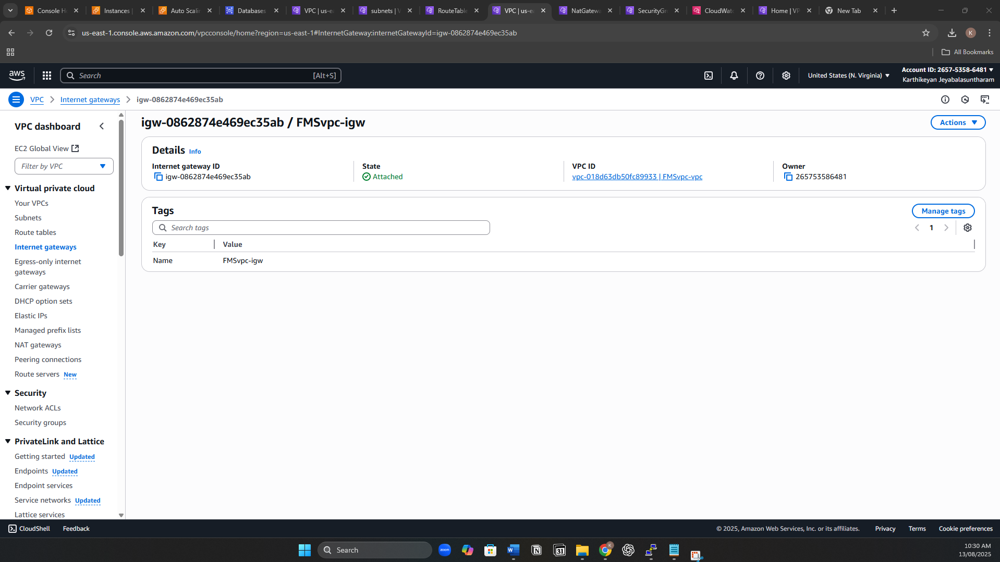 Console H
Instances |
Auto Scalin
Databases
VPC | us-ea
subnets | V
RouteTable
VPC | us-ea
NatGatewa
SecurityGr
CloudWat
Home | VP
New Tab
us-east-1.console.aws.amazon.com/vpcconsole/home?region=us-east-1#InternetGateway:internetGatewayId=igw-0862874e469ec35ab
K
All Bookmarks
aws
Search [Alt+S]
United States (N. Virginia)
Account ID: 2657-5358-6481
Karthikeyan Jeyabalasuntharam
VPC > Internet gateways > igw-0862874e469ec35ab
VPC dashboard
EC2 Global View
Filter by VPC
Virtual private cloud
Your VPCs
Subnets
Route tables
Internet gateways
Egress-only internet
gateways
Carrier gateways
DHCP option sets
Elastic IPs
Managed prefix lists
NAT gateways
Peering connections
Route servers New
Security
Network ACLs
Security groups
PrivateLink and Lattice
Getting started Updated
Endpoints Updated
Endpoint services
Service networks Updated
Lattice services
igw-0862874e469ec35ab / FMSvpc-igw
Actions
Details Info
Internet gateway ID
igw-0862874e469ec35ab
State
Attached
VPC ID
vpc-018d63db50fc89933 | FMSvpc-vpc
Owner
265753586481
Tags
Manage tags
Search tags
1
Key Value
Name FMSvpc-igw
CloudShell Feedback
© 2025, Amazon Web Services, Inc. or its affiliates. Privacy Terms Cookie preferences
Search
zoom
W
N
31
K
10:30 AM
13/08/2025